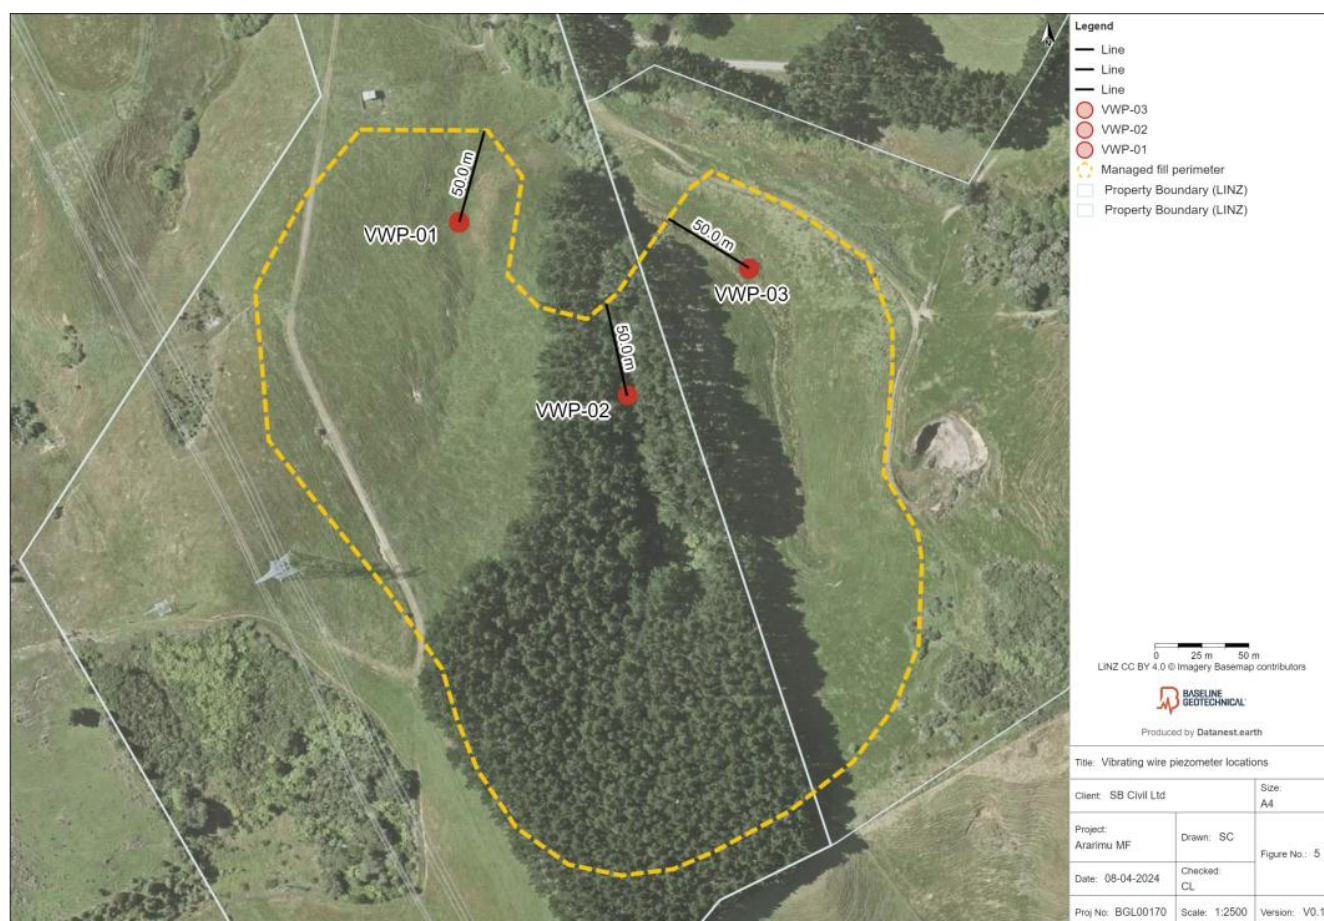 50.0 m
VWP-01
50.0 m
VWP-03
50.0 m
VWP-02
Legend
Line
Line
Line
VWP-03
VWP-02
VWP-01
Managed fill perimeter
Property Boundary (LINZ)
Property Boundary (LINZ)
0 25 m 50 m
LINZ CC BY 4.0 © Imagery Basemap contributors
BASELINE
GEOTECHNICAL
Produced by Datanest.earth
Title: Vibrating wire piezometer locations
Client: SB Civil Ltd
Size:
A4
Project:
Ararimu MF
Drawn: SC
Figure No.: 5
Date: 08-04-2024
Checked:
CL
Proj No: BGL00170
Scale: 1:2500
Version: V0.1